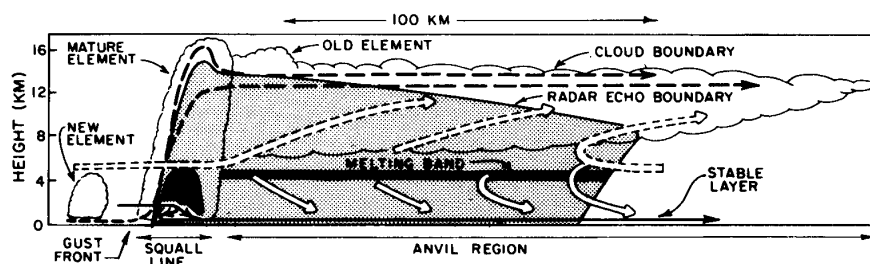 100 KM
MATURE ELEMENT
OLD ELEMENT
CLOUD BOUNDARY
RADAR ECHO BOUNDARY
NEW ELEMENT
MELTING BAND
STABLE LAYER
HEIGHT (KM)
16
12
8
4
0
GUST FRONT
SQUALL LINE
ANVIL REGION